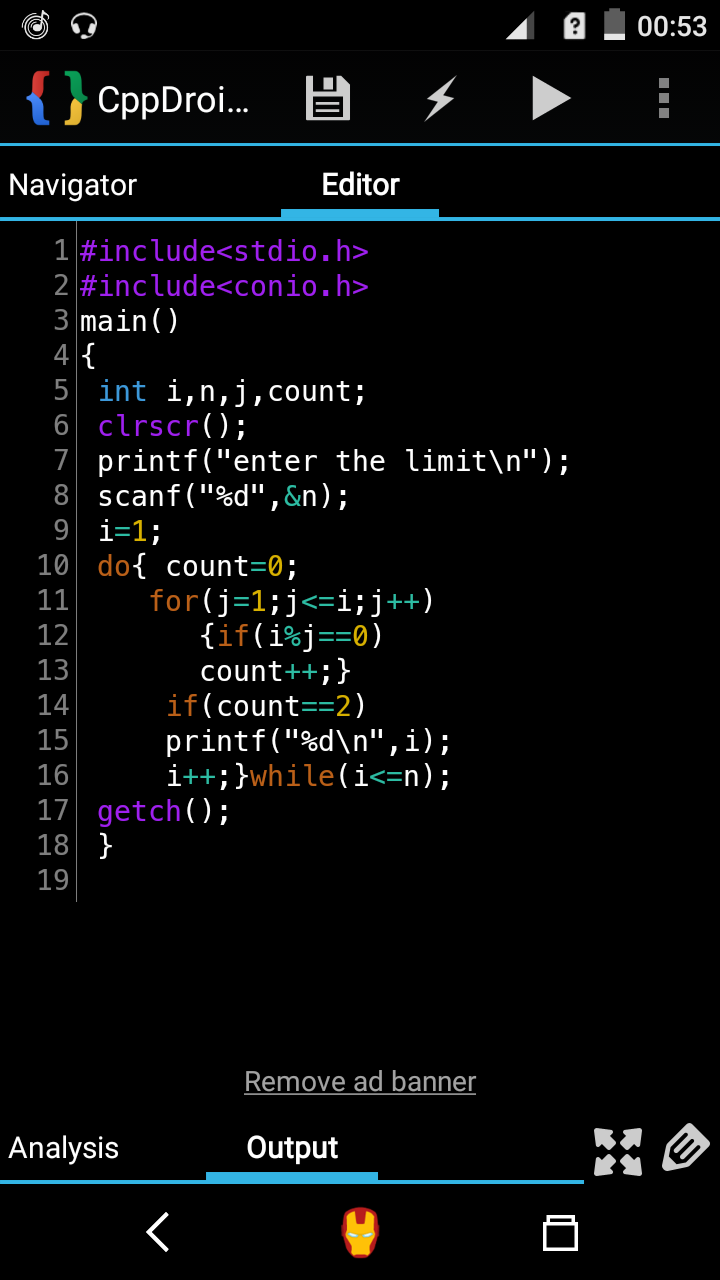 00:53
CppDroi...
Navigator Editor
1 #include<stdio.h>
2 #include<conio.h>
3 main()
4 {
5 int i,n,j,count;
6 clrscr();
7 printf("enter the limit\n");
8 scanf("%d",&n);
9 i=1;
10 do{ count=0;
11 for(j=1;j<=i;j++)
12 {if(i%j==0)
13 count++;}
14 if(count==2)
15 printf("%d\n",i);
16 i++;}while(i<=n);
17 getch();
18 }
19
Remove ad banner
Analysis Output